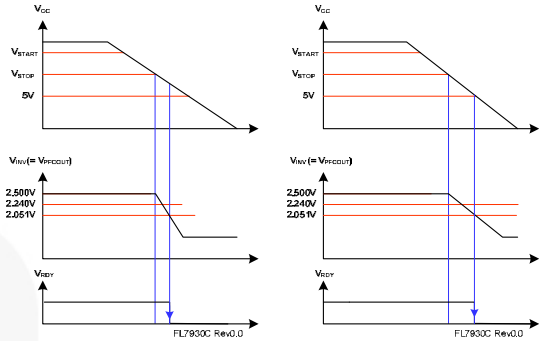 VCC
VSTART
VSTOP
5V
VINV(= VPFCOUT)
2.500V
2.240V
2.051V
VRDY
FL7930C Rev0.0
VCC
VSTART
VSTOP
5V
VINV(= VPFCOUT)
2.500V
2.240V
2.051V
VRDY
FL7930C Rev0.0